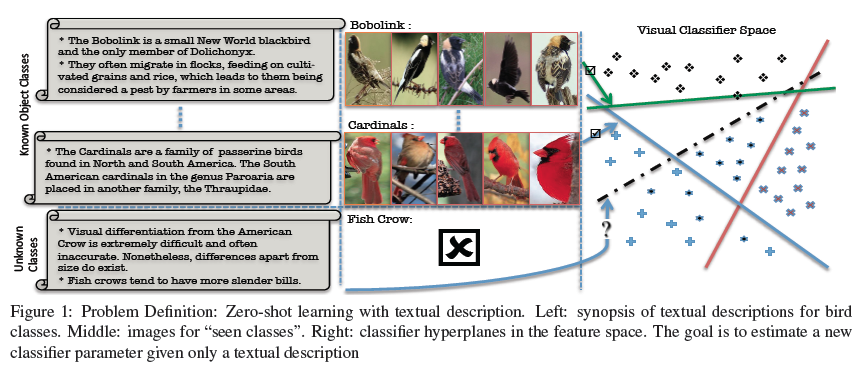 Bobolink :
Visual Classifier Space
* The Bobolink is a small New World blackbird
and the only member of Dolichonyx.
* They often migrate in flocks, feeding on culti-
vated grains and rice, which leads to them being
considered a pest by farmers in some areas.
Known Object Classes
Cardinals :
* The Cardinals are a family of passerine birds
found in North and South America. The South
American cardinals in the genus Paroaria are
placed in another family, the Thraupidae.
Unknown
Classes
Fish Crow:
* Visual differentiation from the American
Crow is extremely difficult and often
inaccurate. Nonetheless, differences apart from
size do exist.
* Fish crows tend to have more slender bills.
?
Figure 1: Problem Definition: Zero-shot learning with textual description. Left: synopsis of textual descriptions for bird
classes. Middle: images for “seen classes”. Right: classifier hyperplanes in the feature space. The goal is to estimate a new
classifier parameter given only a textual description